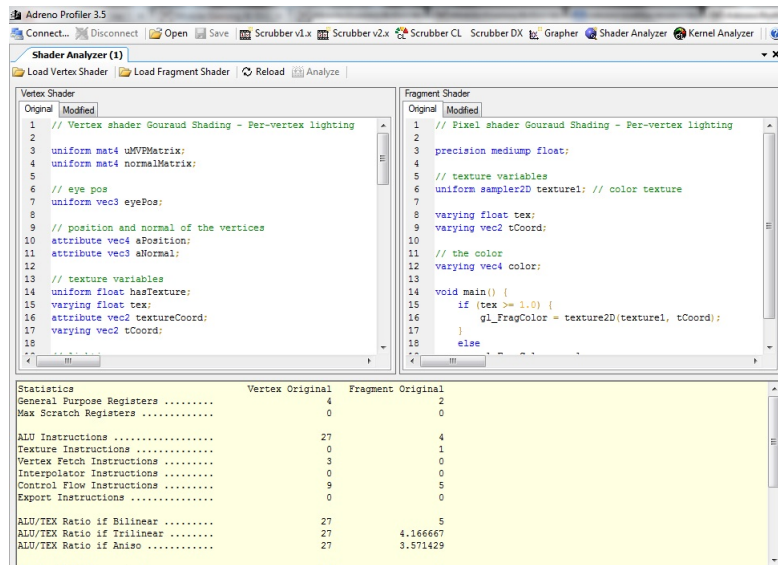 Adreno Profiler 3.5
Connect... Disconnect Open Save Scrubber v1.x Scrubber v2.x Scrubber CL Scrubber DX Grapher Shader Analyzer Kernel Analyzer
Shader Analyzer (1)
Load Vertex Shader Load Fragment Shader Reload Analyze
Vertex Shader
Original Modified
1 // Vertex shader Gouraud Shading - Per-vertex lighting
2
3 uniform mat4 uMVPMatrix;
4 uniform mat4 normalMatrix;
5
6 // eye pos
7 uniform vec3 eyePos;
8
9 // position and normal of the vertices
10 attribute vec4 aPosition;
11 attribute vec3 aNormal;
12
13 // texture variables
14 uniform float hasTexture;
15 varying float tex;
16 attribute vec2 textureCoord;
17 varying vec2 tCoord;
18
Fragment Shader
Original Modified
1 // Pixel shader Gouraud Shading - Per-vertex lighting
2
3 precision mediump float;
4
5 // texture variables
6 uniform sampler2D texture1; // color texture
7
8 varying float tex;
9 varying vec2 tCoord;
10
11 // the color
12 varying vec4 color;
13
14 void main() {
15 if (tex >= 1.0) {
16 gl_FragColor = texture2D(texture1, tCoord);
17 }
18 else
Statistics Vertex Original Fragment Original
General Purpose Registers ......... 4 2
Max Scratch Registers ............. 0 0
ALU Instructions .................. 27 4
Texture Instructions .............. 0 1
Vertex Fetch Instructions ......... 3 0
Interpolator Instructions ......... 0 0
Control Flow Instructions ......... 9 5
Export Instructions ............... 0 0
ALU/TEX Ratio if Bilinear ......... 27 5
ALU/TEX Ratio if Trilinear ........ 27 4.166667
ALU/TEX Ratio if Aniso ............ 27 3.571429